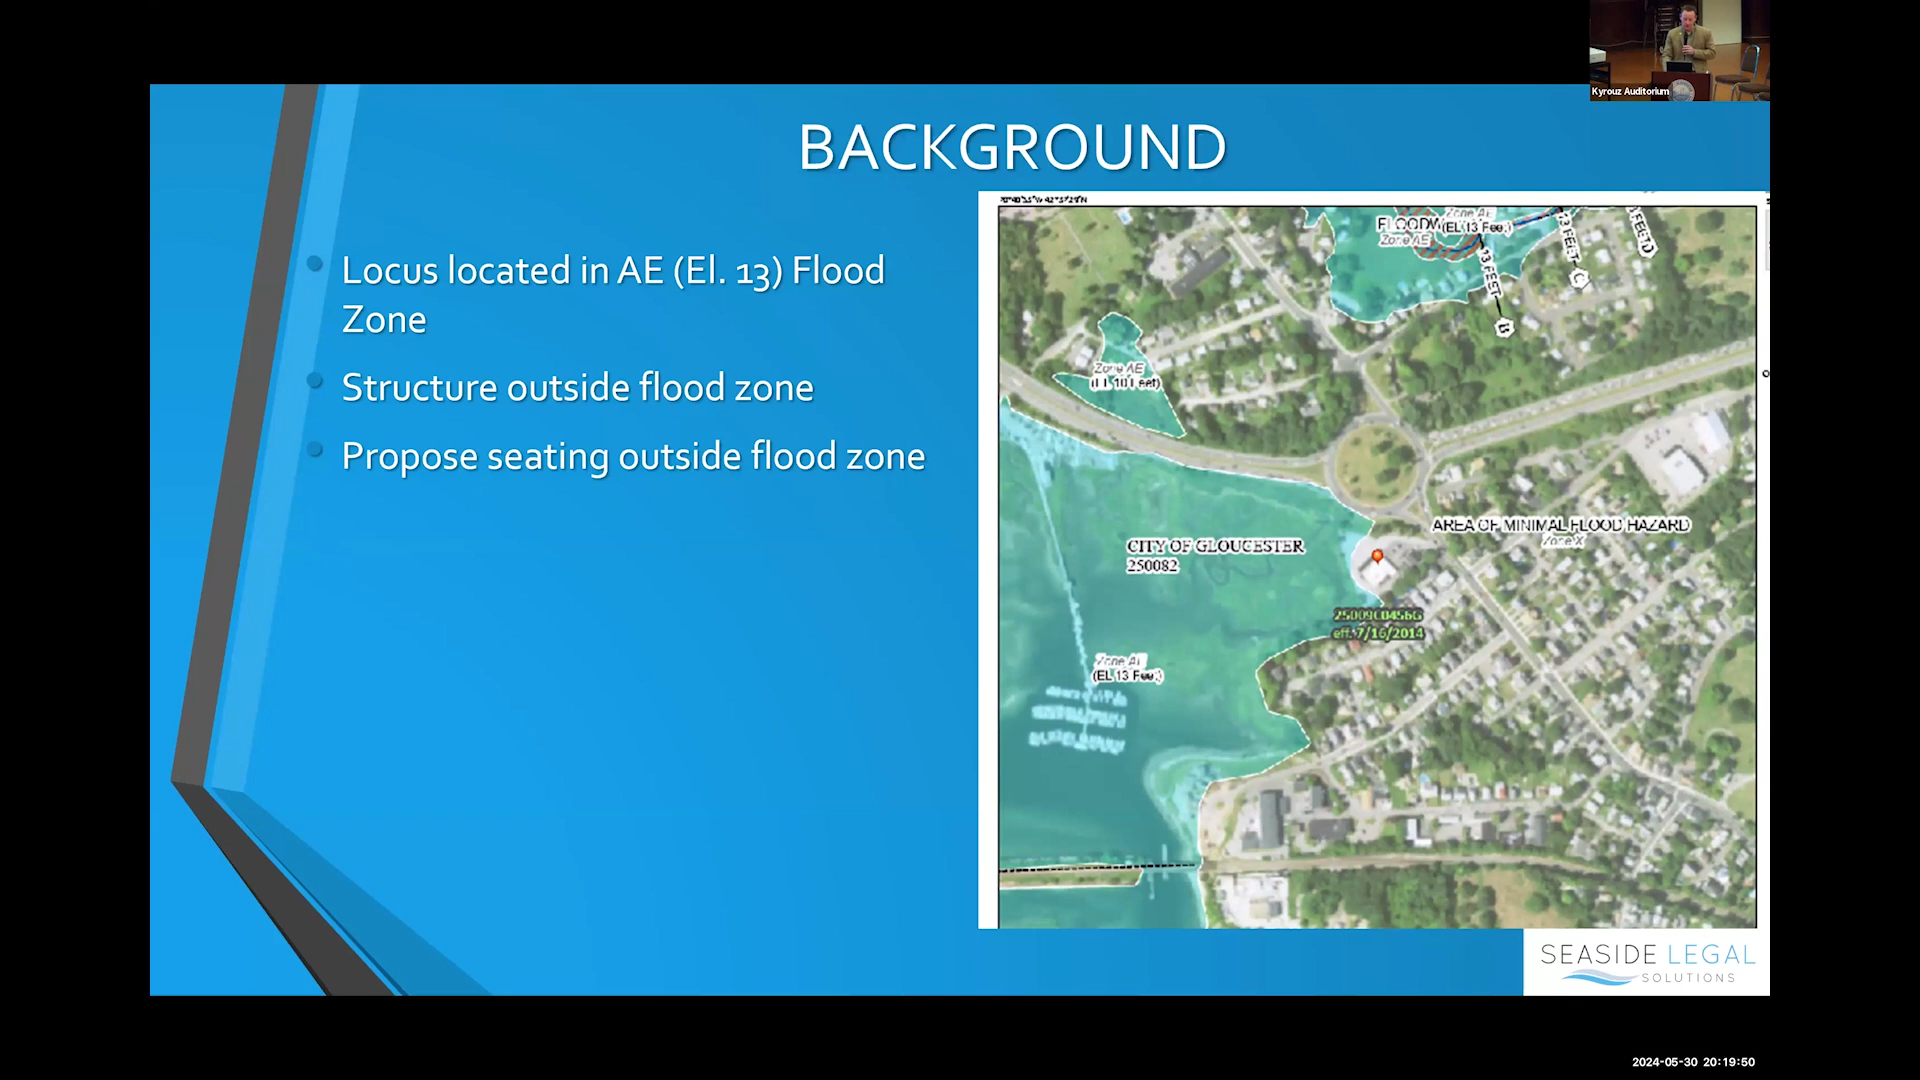 Kyrouz Auditorium
BACKGROUND
Locus located in AE (El. 13) Flood
Zone
Structure outside flood zone
Propose seating outside flood zone
Zone AE
(EL 13 Feet)
Zone AE
13 FEET
13 FEET
C
B
Zone AE
(EL 10 Feet)
AREA OF MINIMAL FLOOD HAZARD
Zone X
CITY OF GLOUCESTER
250082
25009C0456G
eff. 7/16/2014
Zone AE
(EL 13 Feet)
SEASIDE LEGAL
SOLUTIONS
2024-05-30 20:19:50